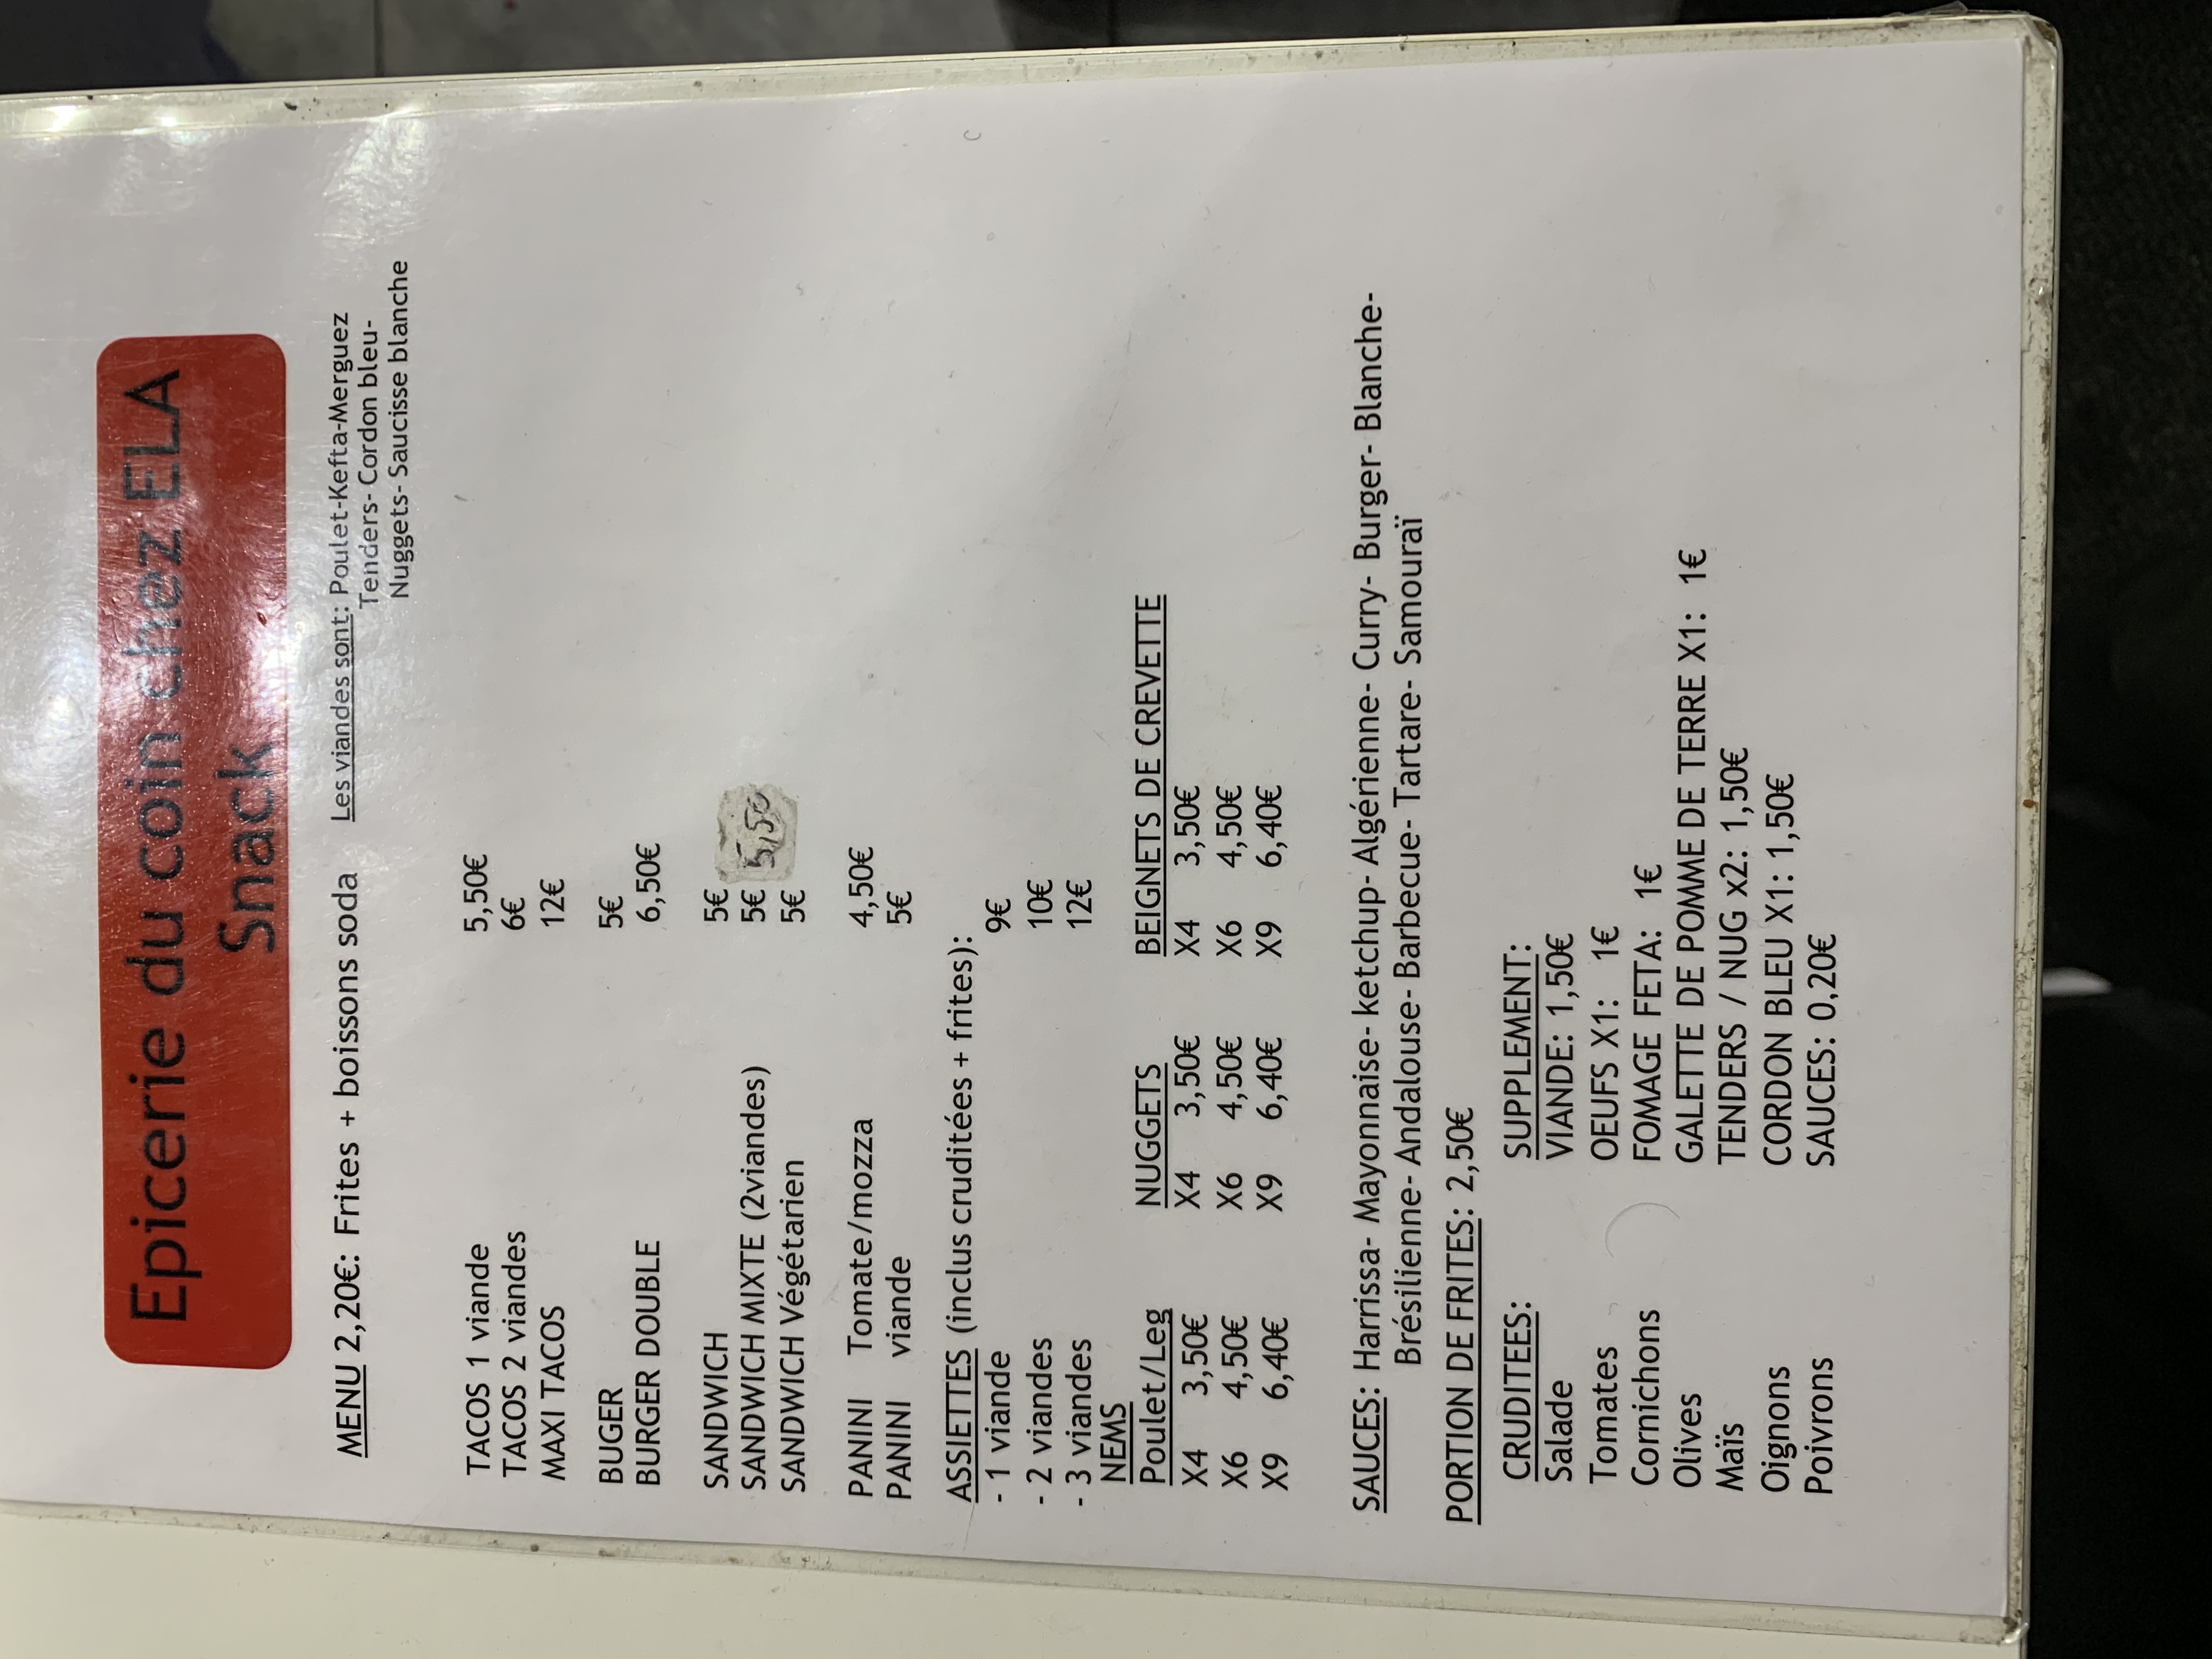 Epicerie du coin chez ELA
Snack
MENU 2,20€: Frites + boissons soda Les viandes sont: Poulet-Kefta-Merguez
Tenders- Cordon bleu-
Nuggets- Saucisse blanche
TACOS 1 viande 5,50€
TACOS 2 viandes 6€
MAXI TACOS 12€
BUGER 5€
BURGER DOUBLE 6,50€
SANDWICH 5€
SANDWICH MIXTE (2viandes) 5€ 5,5€
SANDWICH Végétarien 5€
PANINI Tomate/mozza 4,50€
PANINI viande 5€
ASSIETTES (inclus cruditées + frites):
- 1 viande 9€
- 2 viandes 10€
- 3 viandes 12€
NEMS
Poulet/Leg NUGGETS BEIGNETS DE CREVETTE
X4 3,50€ X4 3,50€ X4 3,50€
X6 4,50€ X6 4,50€ X6 4,50€
X9 6,40€ X9 6,40€ X9 6,40€
SAUCES: Harrissa- Mayonnaise- ketchup- Algérienne- Curry- Burger- Blanche-
Brésilienne- Andalouse- Barbecue- Tartare- Samouraï
PORTION DE FRITES: 2,50€
CRUDITEES: SUPPLEMENT:
Salade VIANDE: 1,50€
Tomates OEUFS X1: 1€
Cornichons FOMAGE FETA: 1€
Olives GALETTE DE POMME DE TERRE X1: 1€
Maïs TENDERS / NUG x2: 1,50€
Oignons CORDON BLEU X1: 1,50€
Poivrons SAUCES: 0,20€